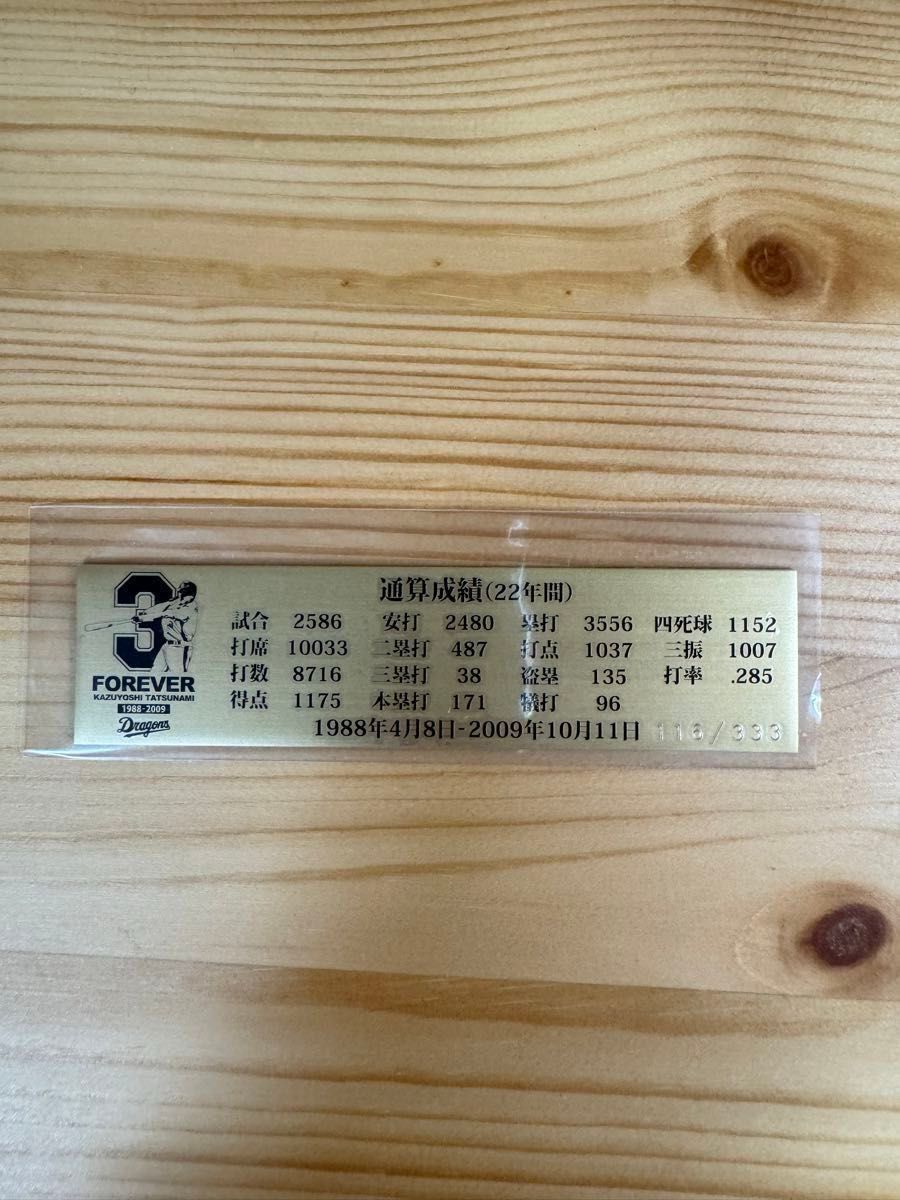 通算成績(22年間)
試合 2586 安打 2480 塁打 3556 四死球 1152
打席 10033 二塁打 487 打点 1037 三振 1007
打数 8716 三塁打 38 盗塁 135 打率 .285
得点 1175 本塁打 171 犠打 96
1988年4月8日-2009年10月11日 116/333
3
FOREVER
KAZUYOSHI TATSUNAMI
1988-2009
Dragons